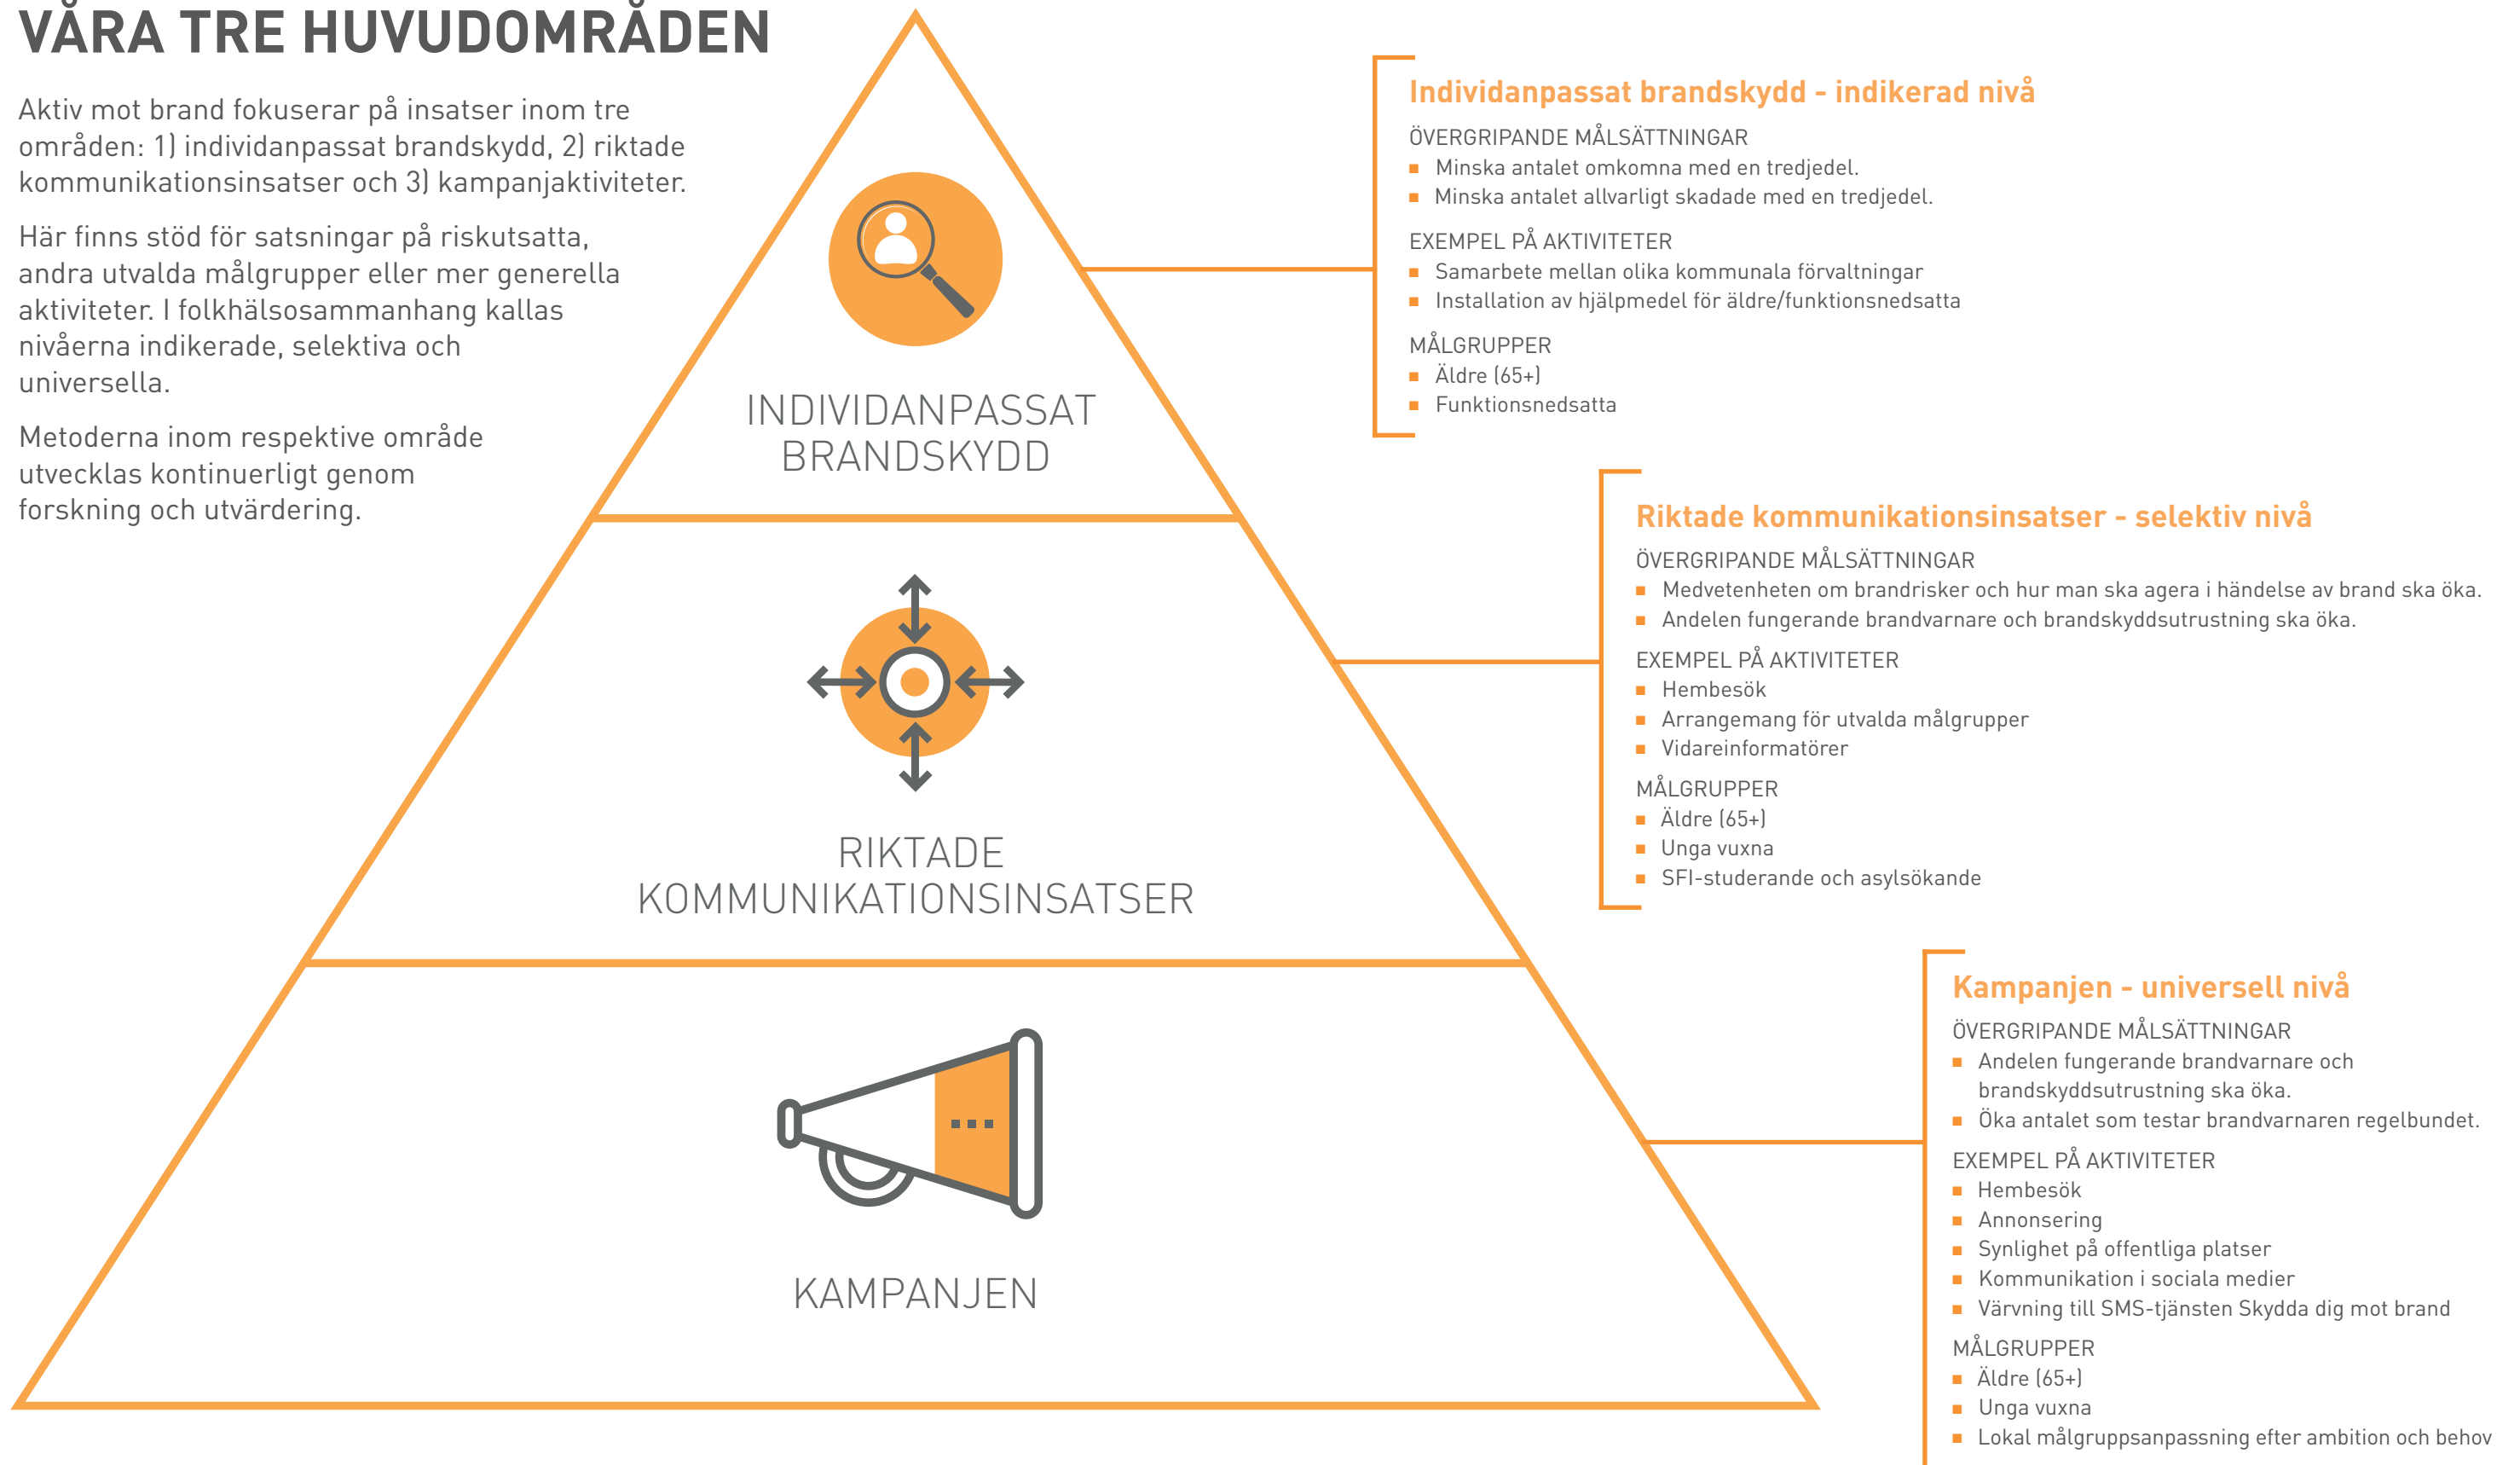 VÅRA TRE HUVUDOMRÅDEN
Aktiv mot brand fokuserar på insatser inom tre
områden: 1) individanpassat brandskydd, 2) riktade
kommunikationsinsatser och 3) kampanjaktiviteter.
Här finns stöd för satsningar på riskutsatta,
andra utvalda målgrupper eller mer generella
aktiviteter. I folkhälsosammanhang kallas
nivåerna indikerade, selektiva och
universella.
Metoderna inom respektive område
utvecklas kontinuerligt genom
forskning och utvärdering.
INDIVIDANPASSAT
BRANDSKYDD
RIKTADE
KOMMUNIKATIONSINSATSER
KAMPANJEN
Individanpassat brandskydd - indikerad nivå
ÖVERGRIPANDE MÅLSÄTTNINGAR
Minska antalet omkomna med en tredjedel.
Minska antalet allvarligt skadade med en tredjedel.
EXEMPEL PÅ AKTIVITETER
Samarbete mellan olika kommunala förvaltningar
Installation av hjälpmedel för äldre/funktionsnedsatta
MÅLGRUPPER
Äldre (65+)
Funktionsnedsatta
Riktade kommunikationsinsatser - selektiv nivå
ÖVERGRIPANDE MÅLSÄTTNINGAR
Medvetenheten om brandrisker och hur man ska agera i händelse av brand ska öka.
Andelen fungerande brandvarnare och brandskyddsutrustning ska öka.
EXEMPEL PÅ AKTIVITETER
Hembesök
Arrangemang för utvalda målgrupper
Vidareinformatörer
MÅLGRUPPER
Äldre (65+)
Unga vuxna
SFI-studerande och asylsökande
Kampanjen - universell nivå
ÖVERGRIPANDE MÅLSÄTTNINGAR
Andelen fungerande brandvarnare och
brandskyddsutrustning ska öka.
Öka antalet som testar brandvarnaren regelbundet.
EXEMPEL PÅ AKTIVITETER
Hembesök
Annonsering
Synlighet på offentliga platser
Kommunikation i sociala medier
Värvning till SMS-tjänsten Skydda dig mot brand
MÅLGRUPPER
Äldre (65+)
Unga vuxna
Lokal målgruppsanpassning efter ambition och behov